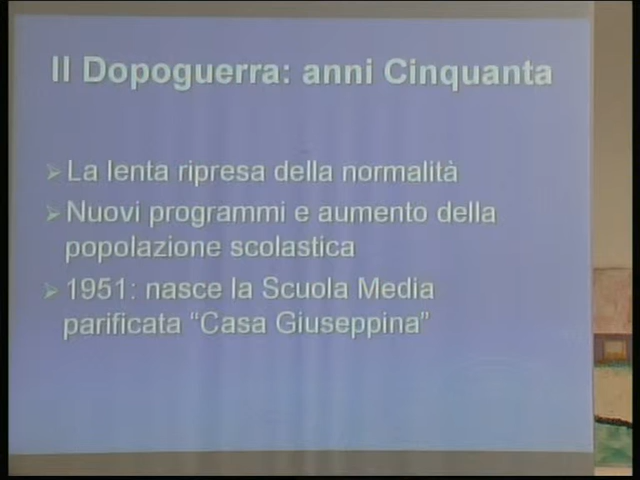 Il Dopoguerra: anni Cinquanta
La lenta ripresa della normalità
Nuovi programmi e aumento della
popolazione scolastica
1951: nasce la Scuola Media
parificata “Casa Giuseppina”